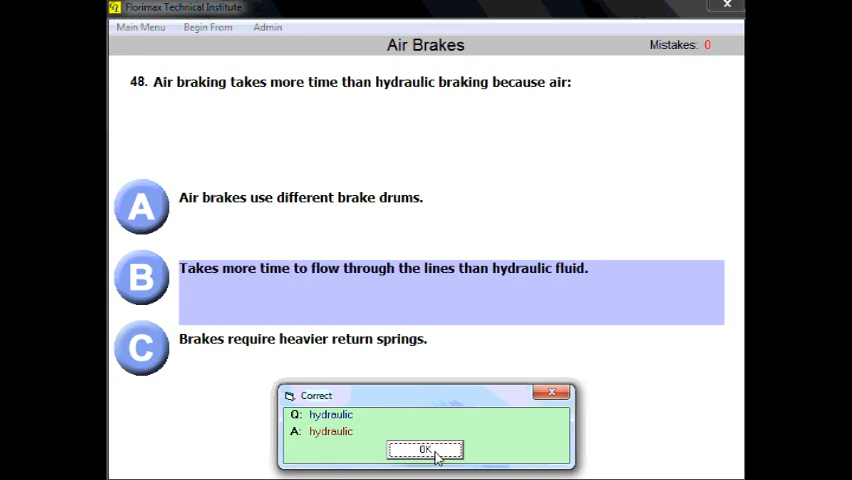 Florimax Technical Institute
Main Menu Begin From Admin
Air Brakes Mistakes: 0
48. Air braking takes more time than hydraulic braking because air:
A Air brakes use different brake drums.
B Takes more time to flow through the lines than hydraulic fluid.
C Brakes require heavier return springs.
Correct
Q: hydraulic
A: hydraulic
OK